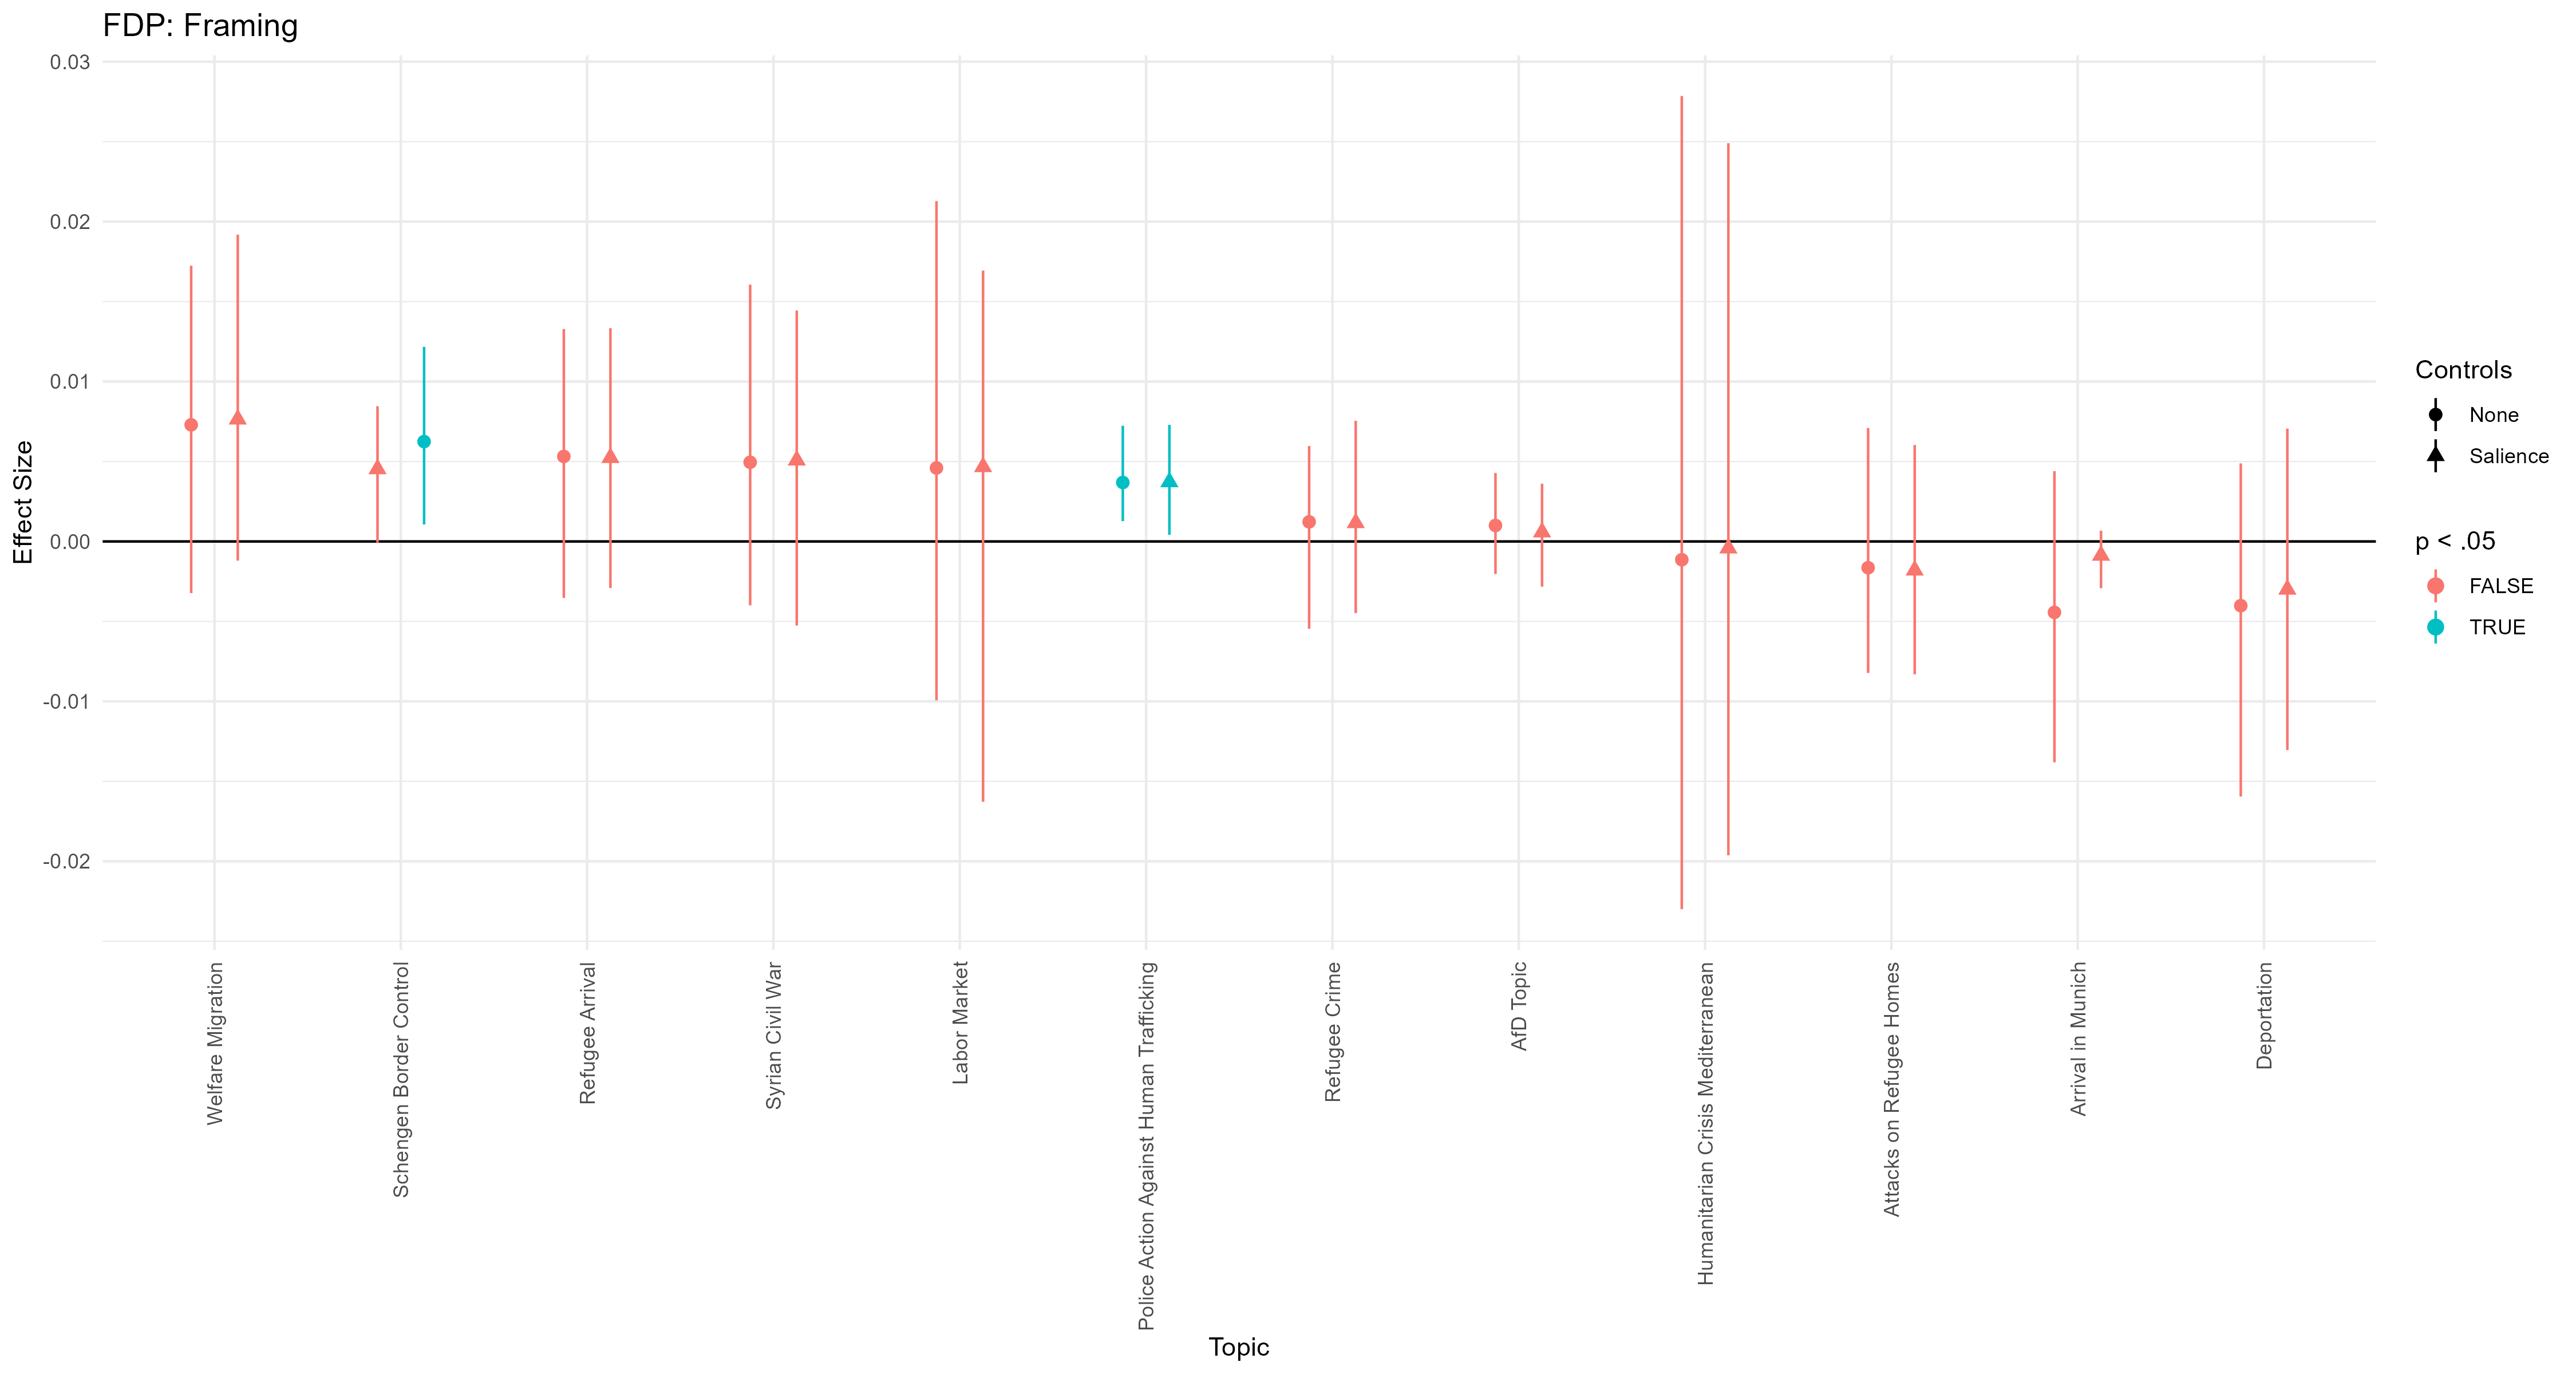 FDP: Framing
0.03
0.02
0.01
0.00
-0.01
-0.02
Effect Size
Welfare Migration
Schengen Border Control
Refugee Arrival
Syrian Civil War
Labor Market
Police Action Against Human Trafficking
Refugee Crime
AfD Topic
Humanitarian Crisis Mediterranean
Attacks on Refugee Homes
Arrival in Munich
Deportation
Topic
Controls
None
Salience
p < .05
FALSE
TRUE